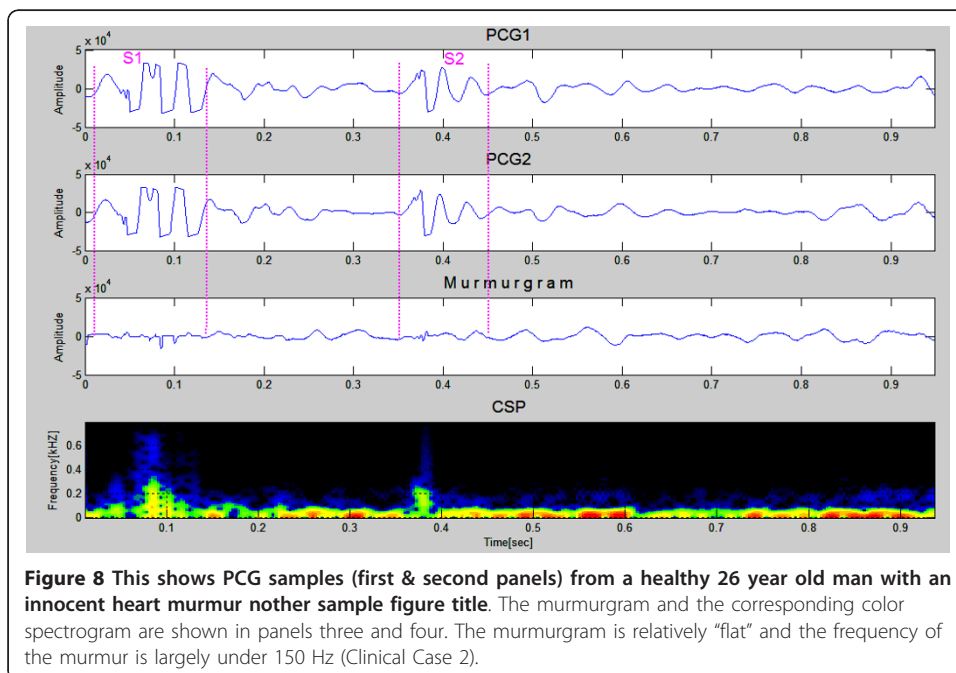 PCG1
x 10⁴
S1
S2
5
0
-5
Amplitude
0 0.1 0.2 0.3 0.4 0.5 0.6 0.7 0.8 0.9
PCG2
x 10⁴
5
0
-5
Amplitude
0 0.1 0.2 0.3 0.4 0.5 0.6 0.7 0.8 0.9
M u r m u r g r a m
x 10⁴
5
0
-5
Amplitude
0 0.1 0.2 0.3 0.4 0.5 0.6 0.7 0.8 0.9
CSP
0.6
0.4
0.2
0
Frequency[kHZ]
0.1 0.2 0.3 0.4 0.5 0.6 0.7 0.8 0.9
Time[sec]
Figure 8 This shows PCG samples (first & second panels) from a healthy 26 year old man with an
innocent heart murmur nother sample figure title. The murmurgram and the corresponding color
spectrogram are shown in panels three and four. The murmurgram is relatively "flat" and the frequency of
the murmur is largely under 150 Hz (Clinical Case 2).